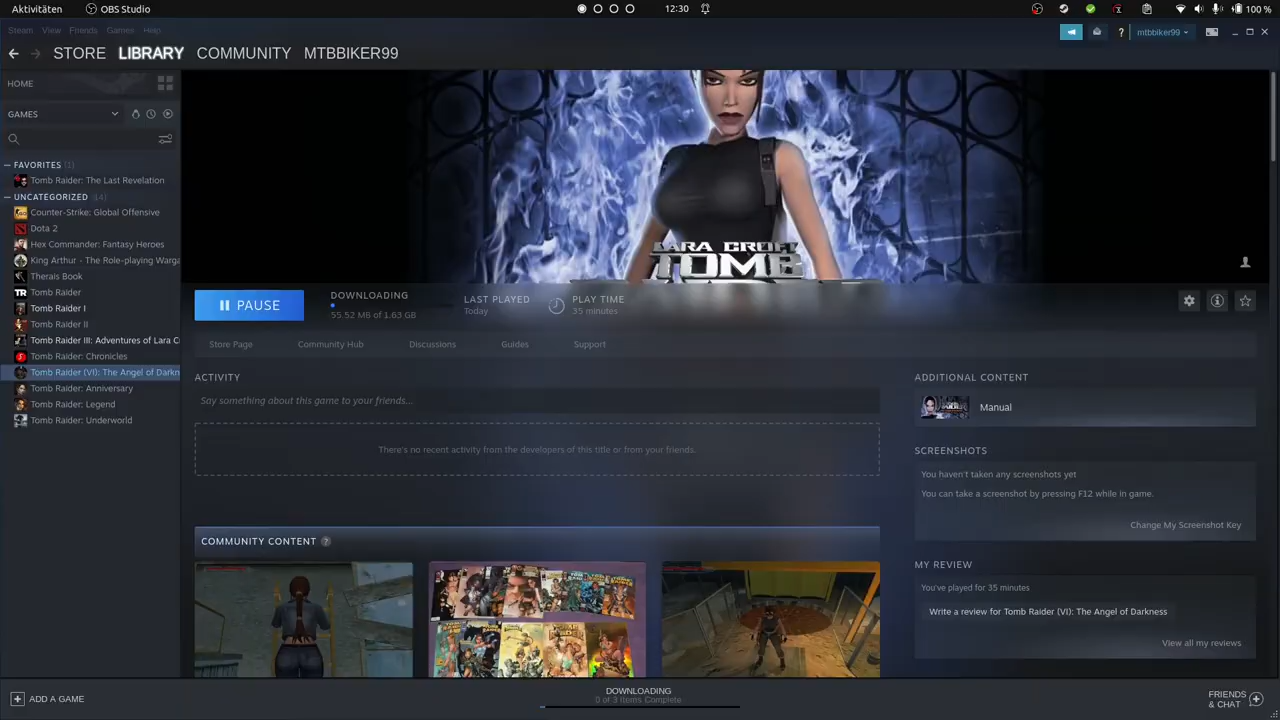 Aktivitäten
OBS Studio
12:30
100 %
Steam View Friends Games Help
mtbbiker99
STORE LIBRARY COMMUNITY MTBBIKER99
HOME
GAMES
FAVORITES (1)
Tomb Raider: The Last Revelation
UNCATEGORIZED (14)
Counter-Strike: Global Offensive
Dota 2
Hex Commander: Fantasy Heroes
King Arthur - The Role-playing Warga
Therais Book
Tomb Raider
Tomb Raider I
Tomb Raider II
Tomb Raider III: Adventures of Lara C
Tomb Raider: Chronicles
Tomb Raider (VI): The Angel of Darkn
Tomb Raider: Anniversary
Tomb Raider: Legend
Tomb Raider: Underworld
LARA CROFT
TOMB
PAUSE
DOWNLOADING
55.52 MB of 1.63 GB
LAST PLAYED
Today
PLAY TIME
35 minutes
Store Page Community Hub Discussions Guides Support
ACTIVITY
Say something about this game to your friends...
There's no recent activity from the developers of this title or from your friends.
COMMUNITY CONTENT ?
ADDITIONAL CONTENT
Manual
SCREENSHOTS
You haven't taken any screenshots yet
You can take a screenshot by pressing F12 while in game.
Change My Screenshot Key
MY REVIEW
You've played for 35 minutes
Write a review for Tomb Raider (VI): The Angel of Darkness
View all my reviews
ADD A GAME
DOWNLOADING
0 of 3 Items Complete
FRIENDS
& CHAT